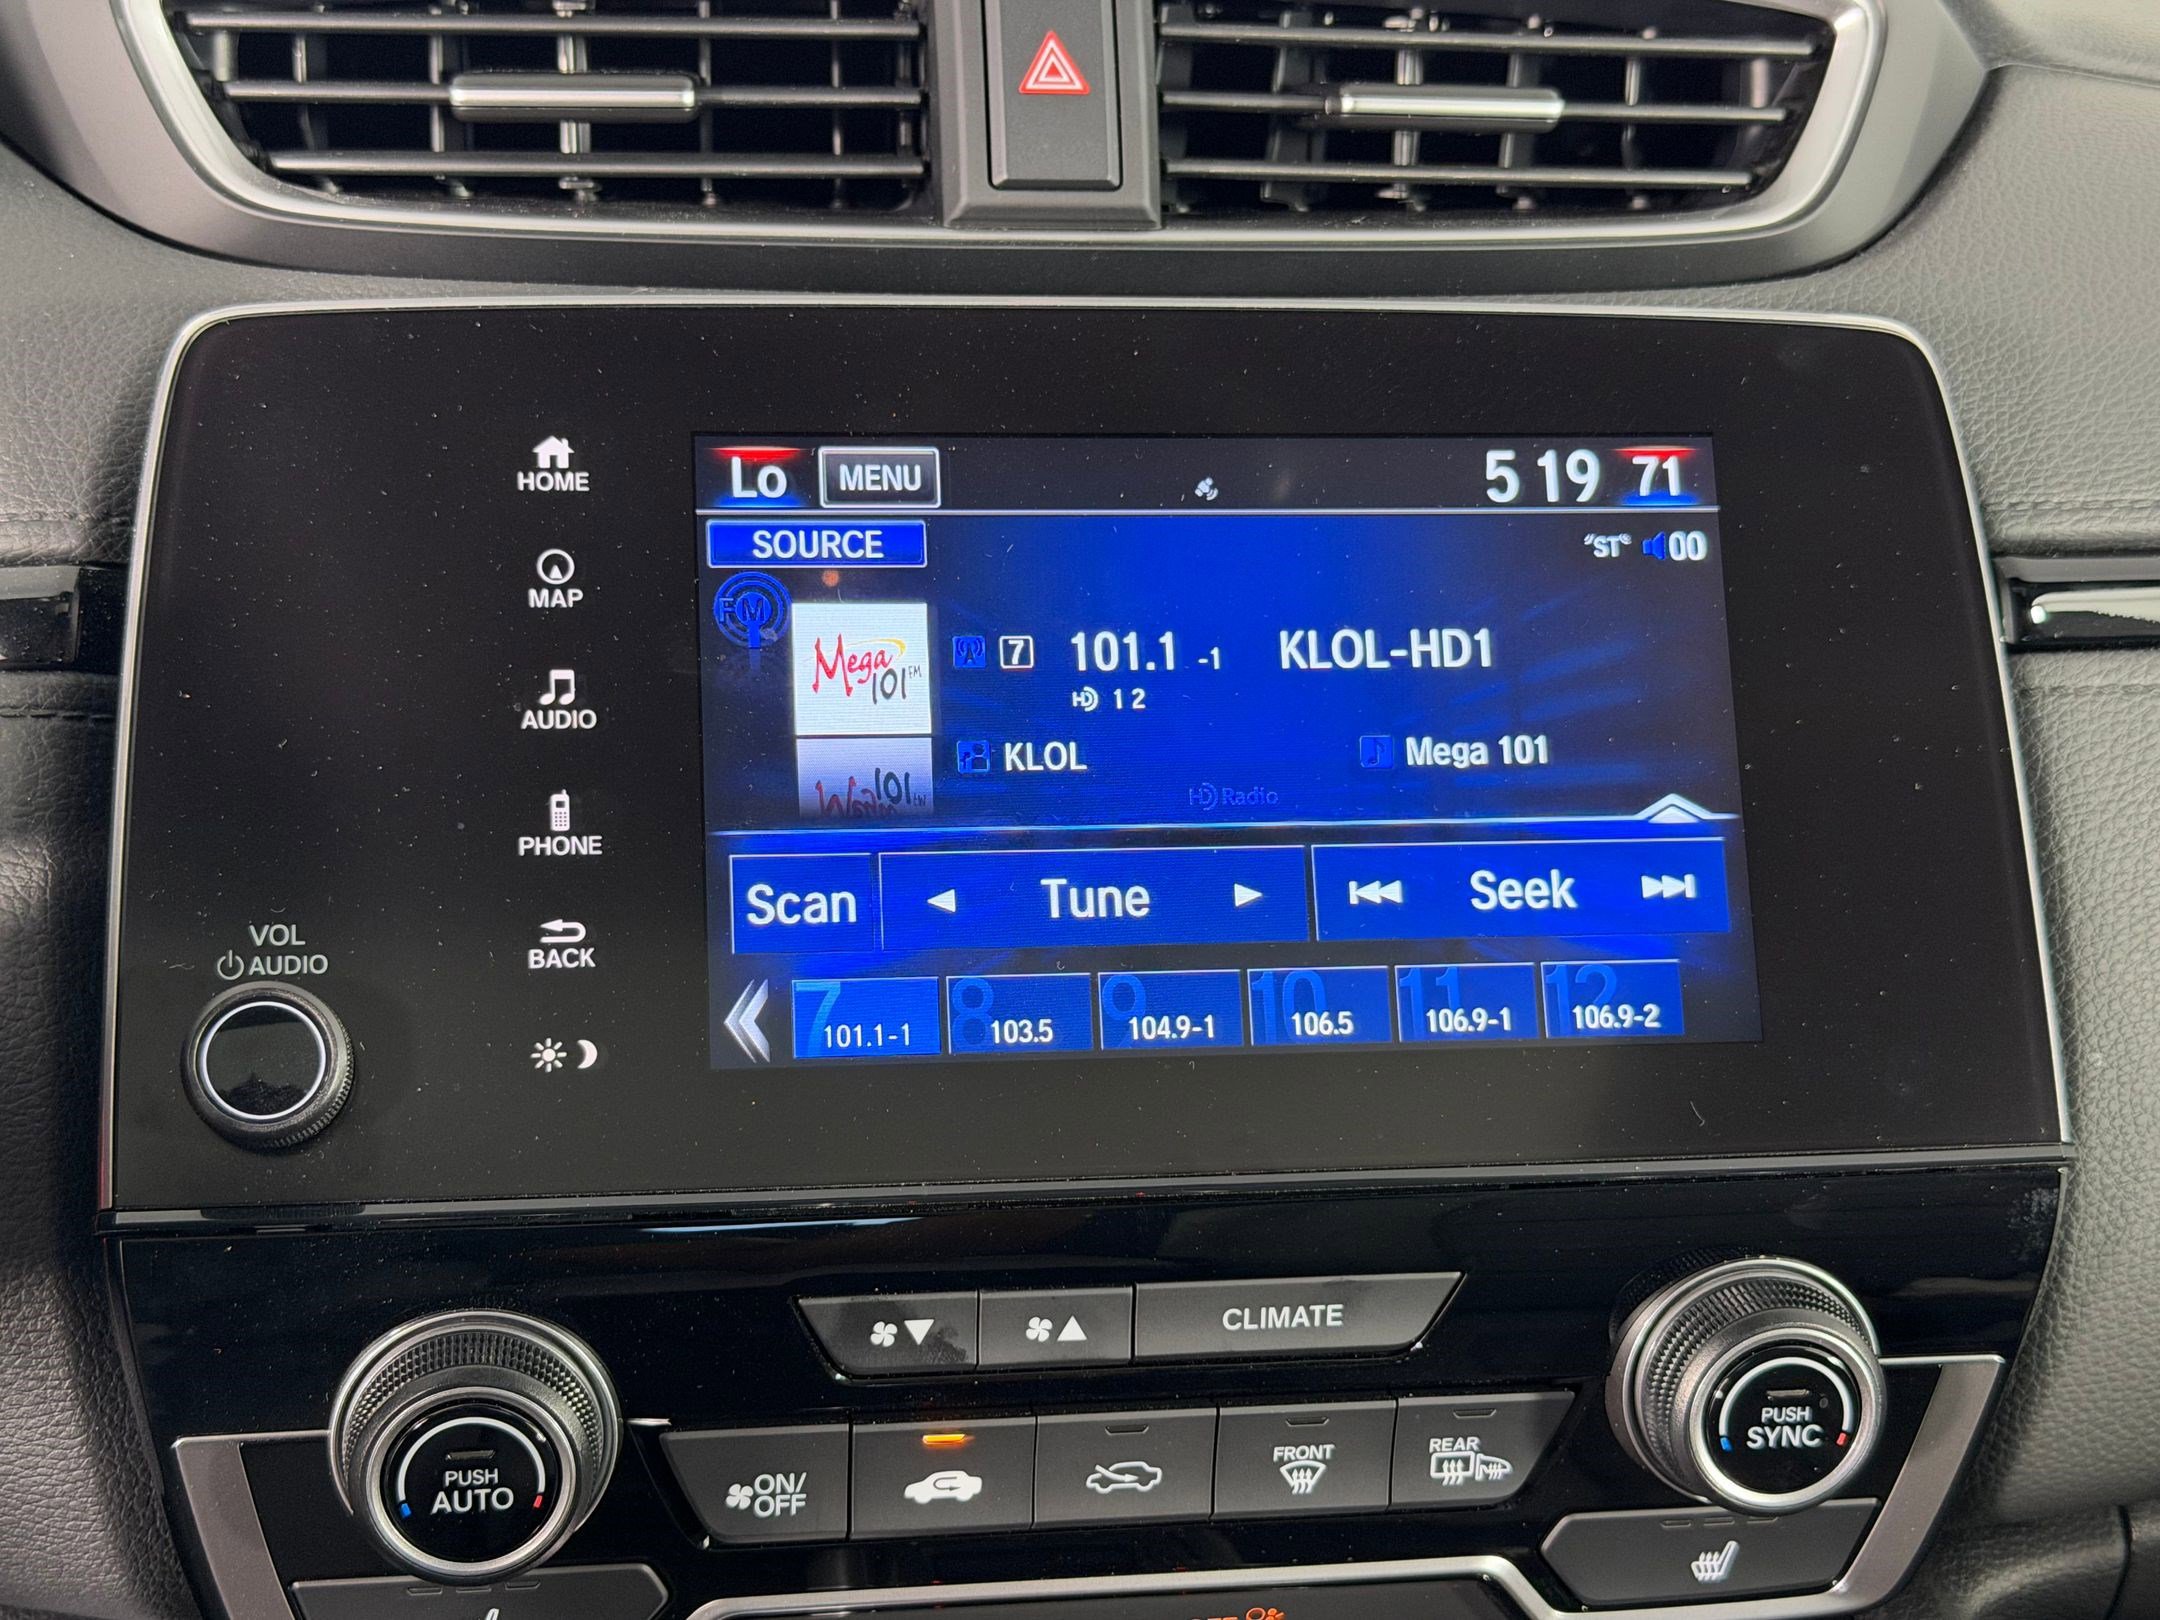 Lo MENU 5 19 71
SOURCE "ST" 00
FM
Mega
101 FM
7 101.1 -1 KLOL-HD1
HD 1 2
KLOL Mega 101
HD Radio
Scan Tune Seek
7 8 9 10 11 12
101.1-1 103.5 104.9-1 106.5 106.9-1 106.9-2
HOME
MAP
AUDIO
PHONE
BACK
VOL
AUDIO
CLIMATE
PUSH
AUTO
ON/
OFF
FRONT
REAR
PUSH
SYNC